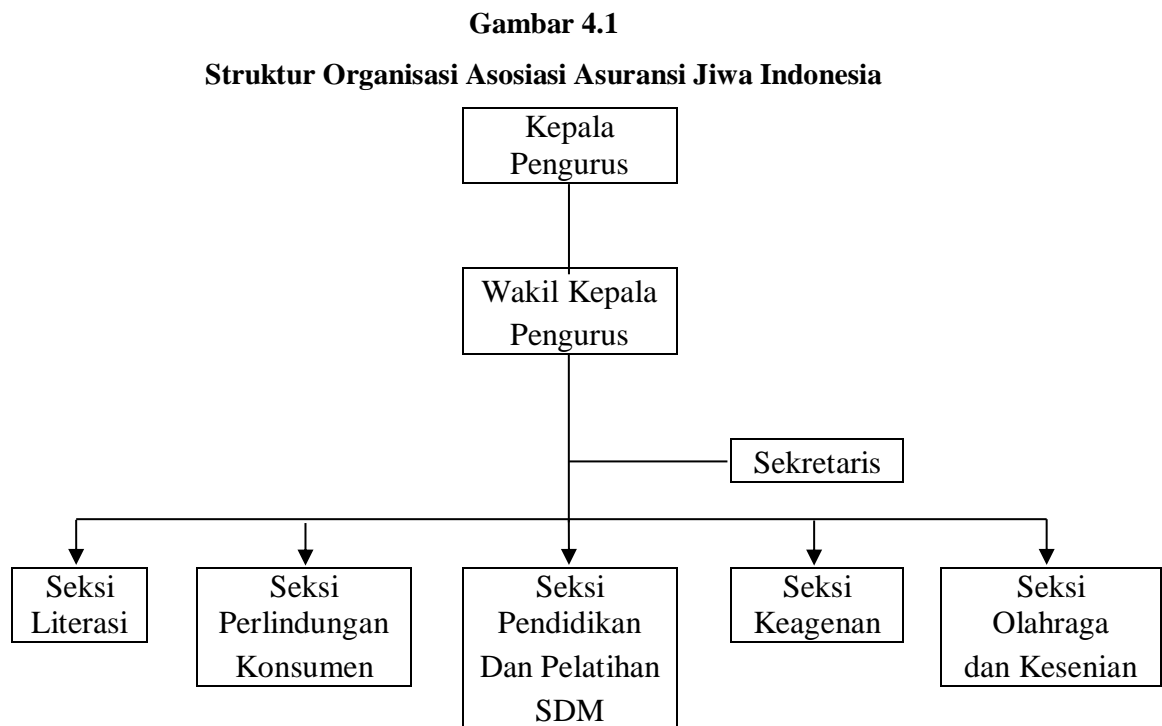 Gambar 4.1
Struktur Organisasi Asosiasi Asuransi Jiwa Indonesia
Kepala
Pengurus
Wakil Kepala
Pengurus
Sekretaris
Seksi
Literasi
Seksi
Perlindungan
Konsumen
Seksi
Pendidikan
Dan Pelatihan
SDM
Seksi
Keagenan
Seksi
Olahraga
dan Kesenian